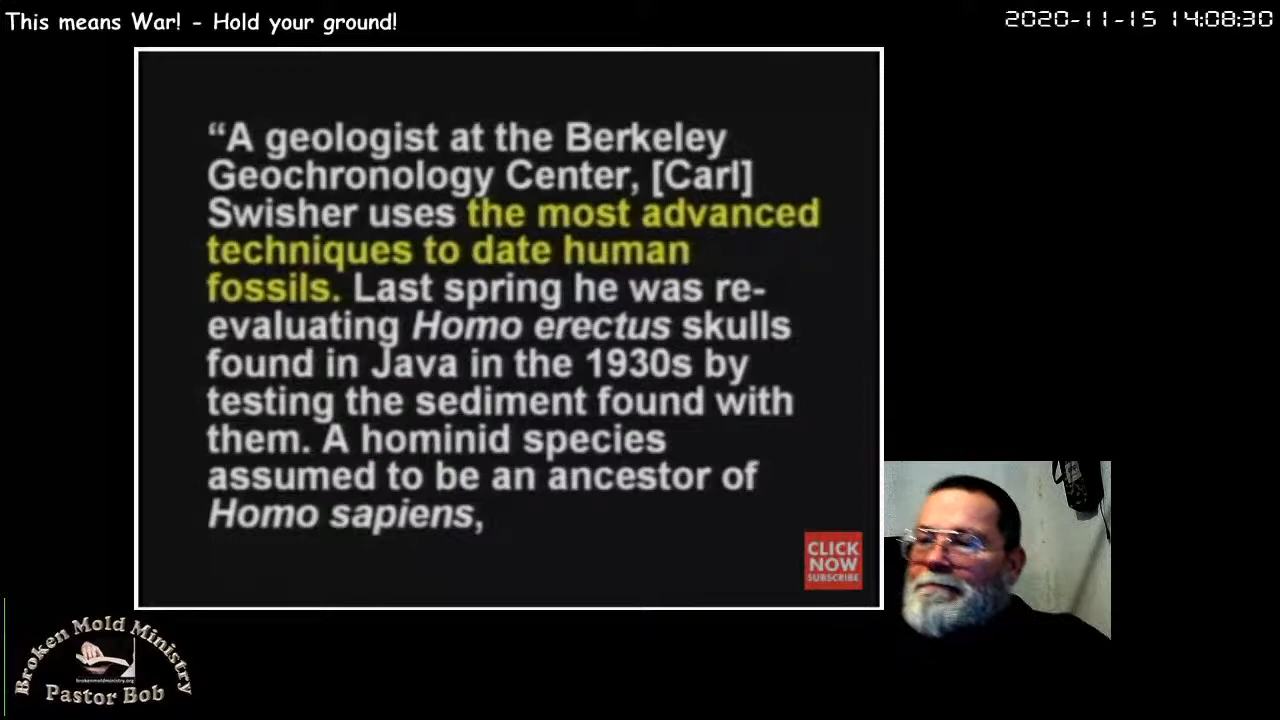 This means War! - Hold your ground!
2020-11-15 14:08:30
“A geologist at the Berkeley
Geochronology Center, [Carl]
Swisher uses the most advanced
techniques to date human
fossils. Last spring he was re-
evaluating Homo erectus skulls
found in Java in the 1930s by
testing the sediment found with
them. A hominid species
assumed to be an ancestor of
Homo sapiens,
CLICK
NOW
SUBSCRIBE
Broken Mold Ministry
brokenmoldministry.org
Pastor Bob